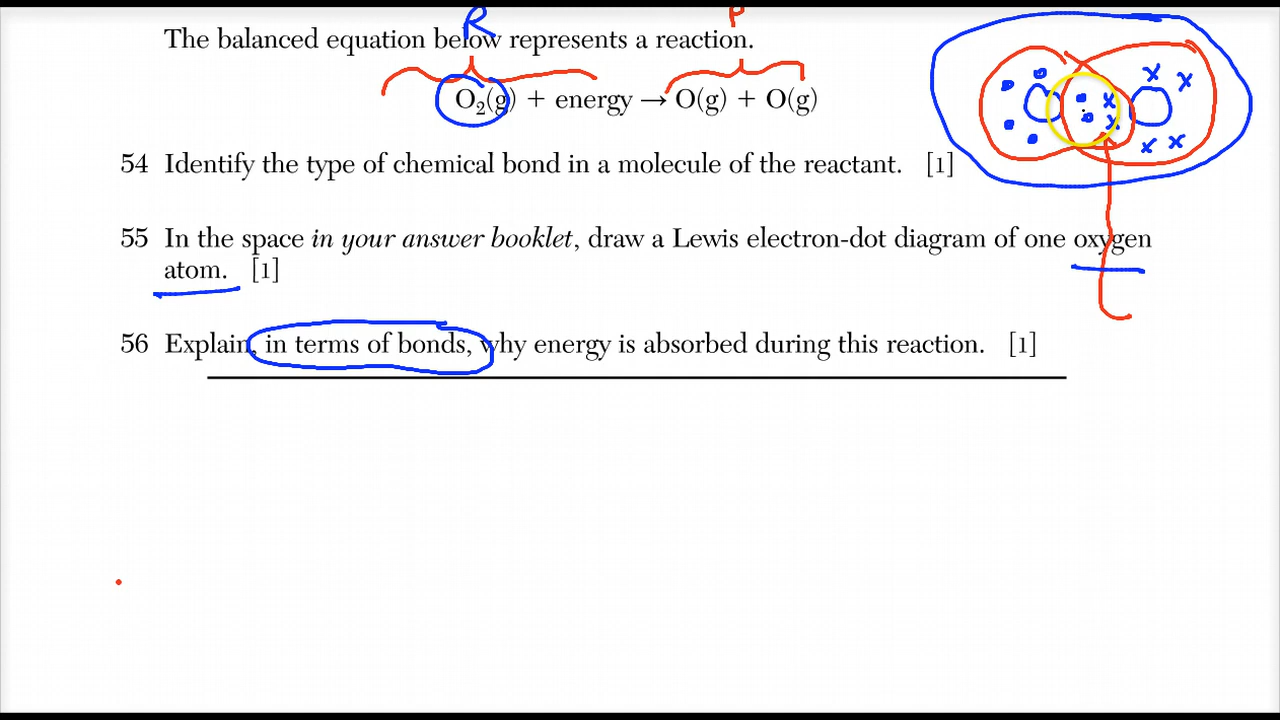 R P
The balanced equation below represents a reaction.
O₂(g) + energy → O(g) + O(g)
54 Identify the type of chemical bond in a molecule of the reactant. [1]
55 In the space in your answer booklet, draw a Lewis electron-dot diagram of one oxygen
atom. [1]
56 Explain, in terms of bonds, why energy is absorbed during this reaction. [1]